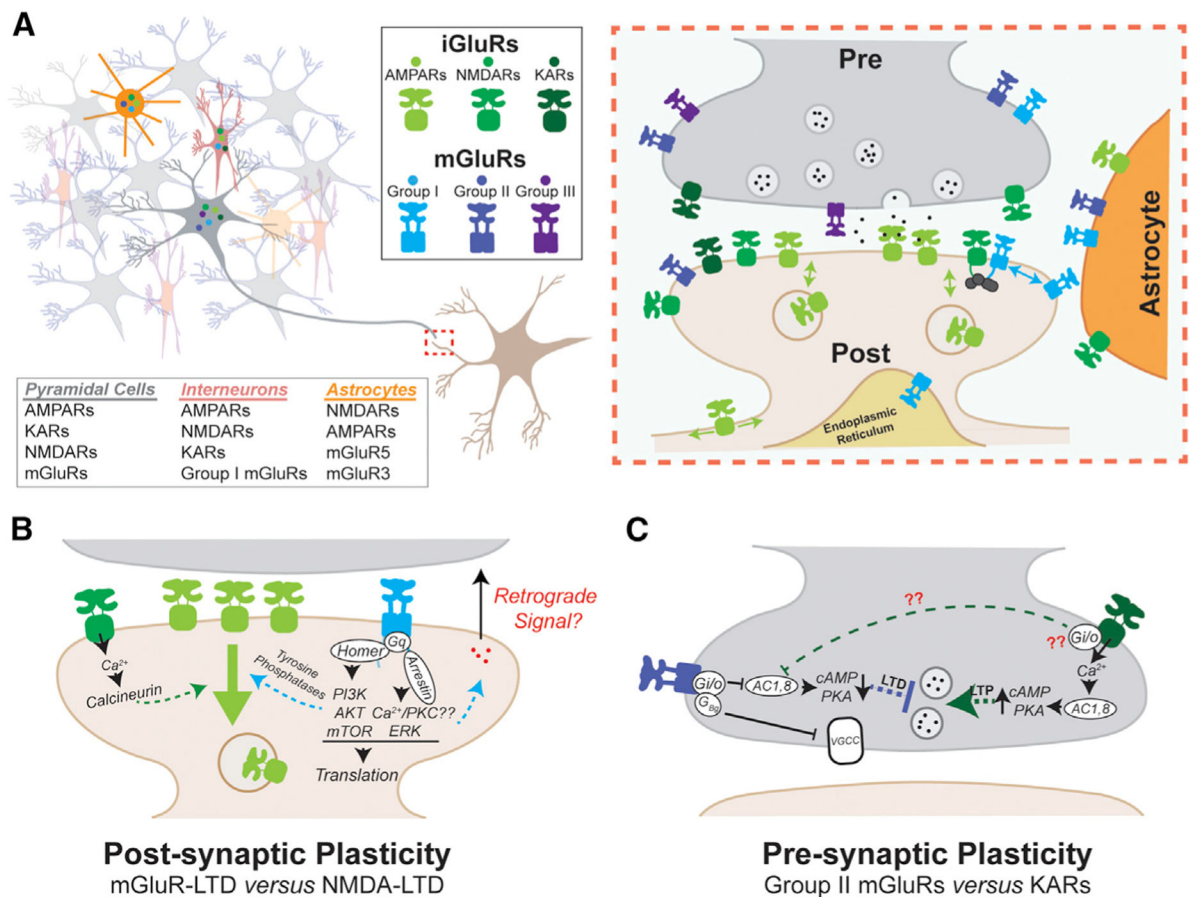 A
iGluRs
AMPARs NMDARs KARs
mGluRs
Group I Group II Group III
Pre
Post
Astrocyte
Endoplasmic
Reticulum
Pyramidal Cells Interneurons Astrocytes
AMPARs AMPARs NMDARs
KARs NMDARs AMPARs
NMDARs KARs mGluR5
mGluRs Group I mGluRs mGluR3
B
Retrograde
Signal?
Ca²⁺
Calcineurin
Tyrosine
Phosphatases
Homer
Gq
Arrestin
PI3K
AKT Ca²⁺/PKC??
mTOR ERK
Translation
Post-synaptic Plasticity
mGluR-LTD versus NMDA-LTD
C
??
??
Gi/o
Ca²⁺
AC1,8
cAMP
PKA
LTP
LTD
cAMP
PKA
AC1,8
Gi/o
GBg
VGCC
Pre-synaptic Plasticity
Group II mGluRs versus KARs